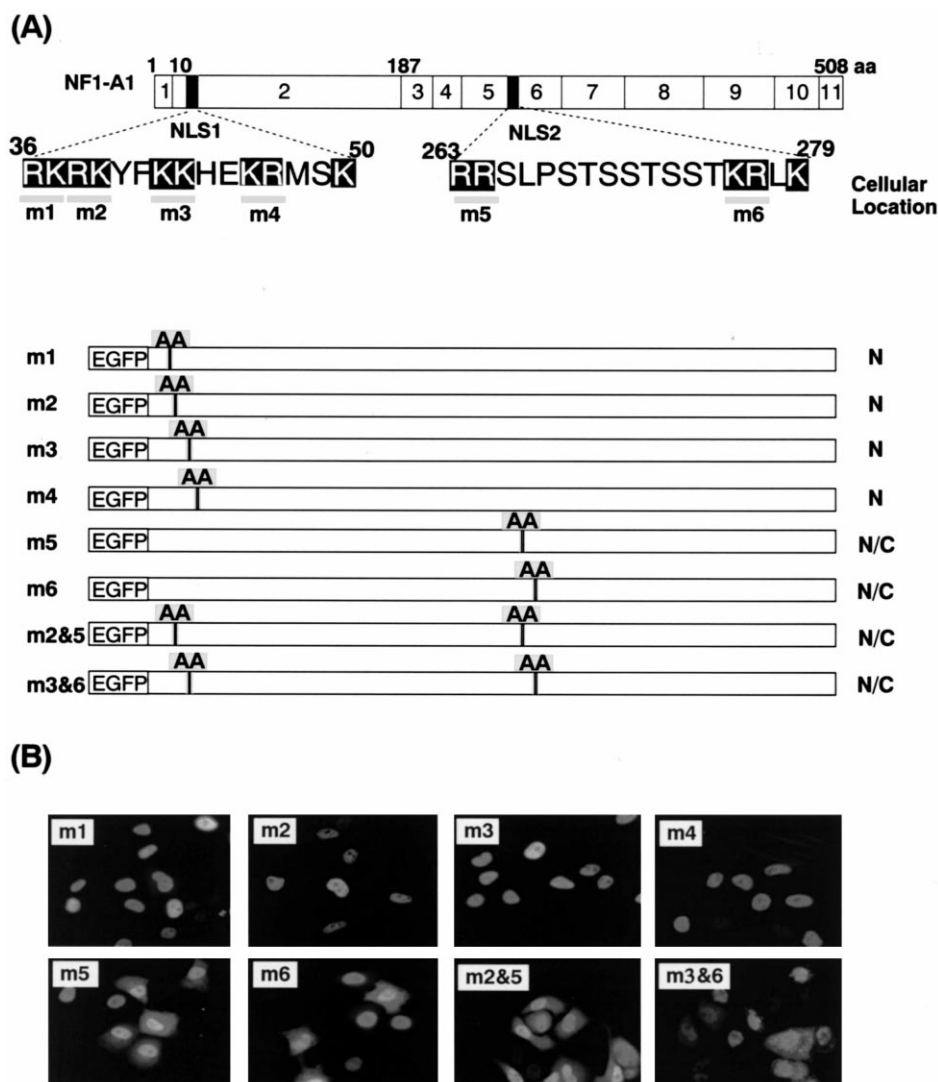 (A)
1 10 187 508 aa
NF1-A1 1 2 3 4 5 6 7 8 9 10 11
NLS1 NLS2
36 50 263 279
RKRKYFKKHEKRMSK RRSLPSTSSTSSTKRLK
m1 m2 m3 m4 m5 m6
Cellular
Location
AA
m1 EGFP N
AA
m2 EGFP N
AA
m3 EGFP N
AA
m4 EGFP N
AA
m5 EGFP N/C
AA
m6 EGFP N/C
AA AA
m2&5 EGFP N/C
AA AA
m3&6 EGFP N/C
(B)
m1 m2 m3 m4
m5 m6 m2&5 m3&6